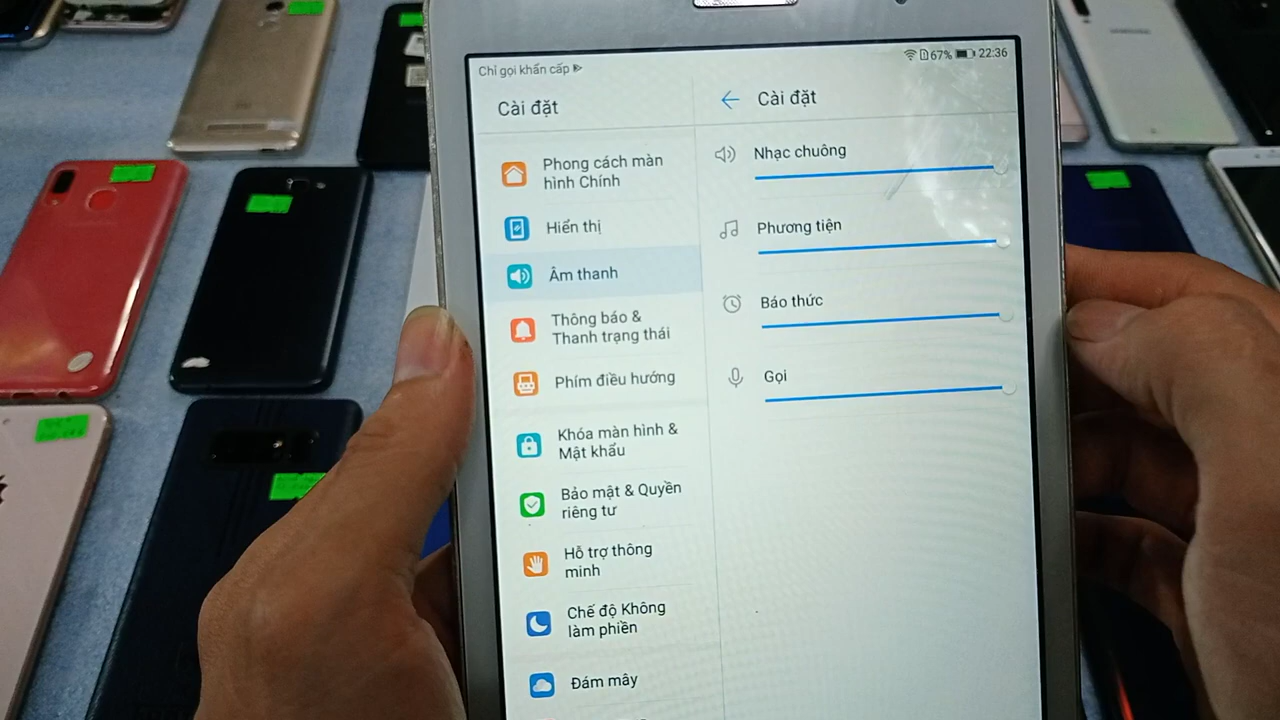 Chỉ gọi khẩn cấp
67% 22:36
Cài đặt
Cài đặt
Phong cách màn
hình Chính
Hiển thị
Âm thanh
Thông báo &
Thanh trạng thái
Phím điều hướng
Khóa màn hình &
Mật khẩu
Bảo mật & Quyền
riêng tư
Hỗ trợ thông
minh
Chế độ Không
làm phiền
Đám mây
Nhạc chuông
Phương tiện
Báo thức
Gọi
SAMSUNG